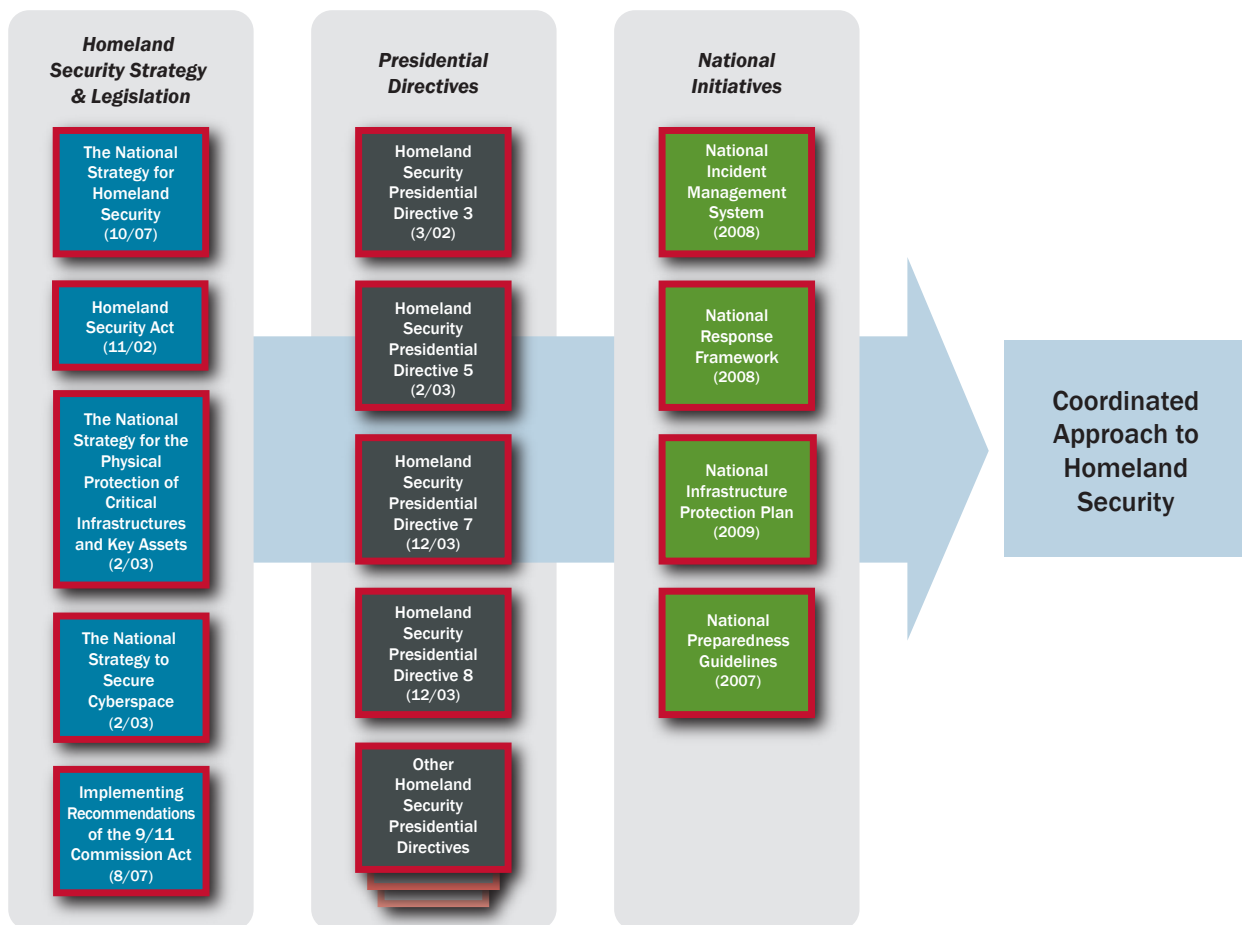 Homeland
Security Strategy
& Legislation
The National
Strategy for
Homeland
Security
(10/07)
Homeland
Security Act
(11/02)
The National
Strategy for the
Physical
Protection of
Critical
Infrastructures
and Key Assets
(2/03)
The National
Strategy to
Secure
Cyberspace
(2/03)
Implementing
Recommendations
of the 9/11
Commission Act
(8/07)
Presidential
Directives
Homeland
Security
Presidential
Directive 3
(3/02)
Homeland
Security
Presidential
Directive 5
(2/03)
Homeland
Security
Presidential
Directive 7
(12/03)
Homeland
Security
Presidential
Directive 8
(12/03)
Other
Homeland
Security
Presidential
Directives
National
Initiatives
National
Incident
Management
System
(2008)
National
Response
Framework
(2008)
National
Infrastructure
Protection Plan
(2009)
National
Preparedness
Guidelines
(2007)
Coordinated
Approach to
Homeland
Security